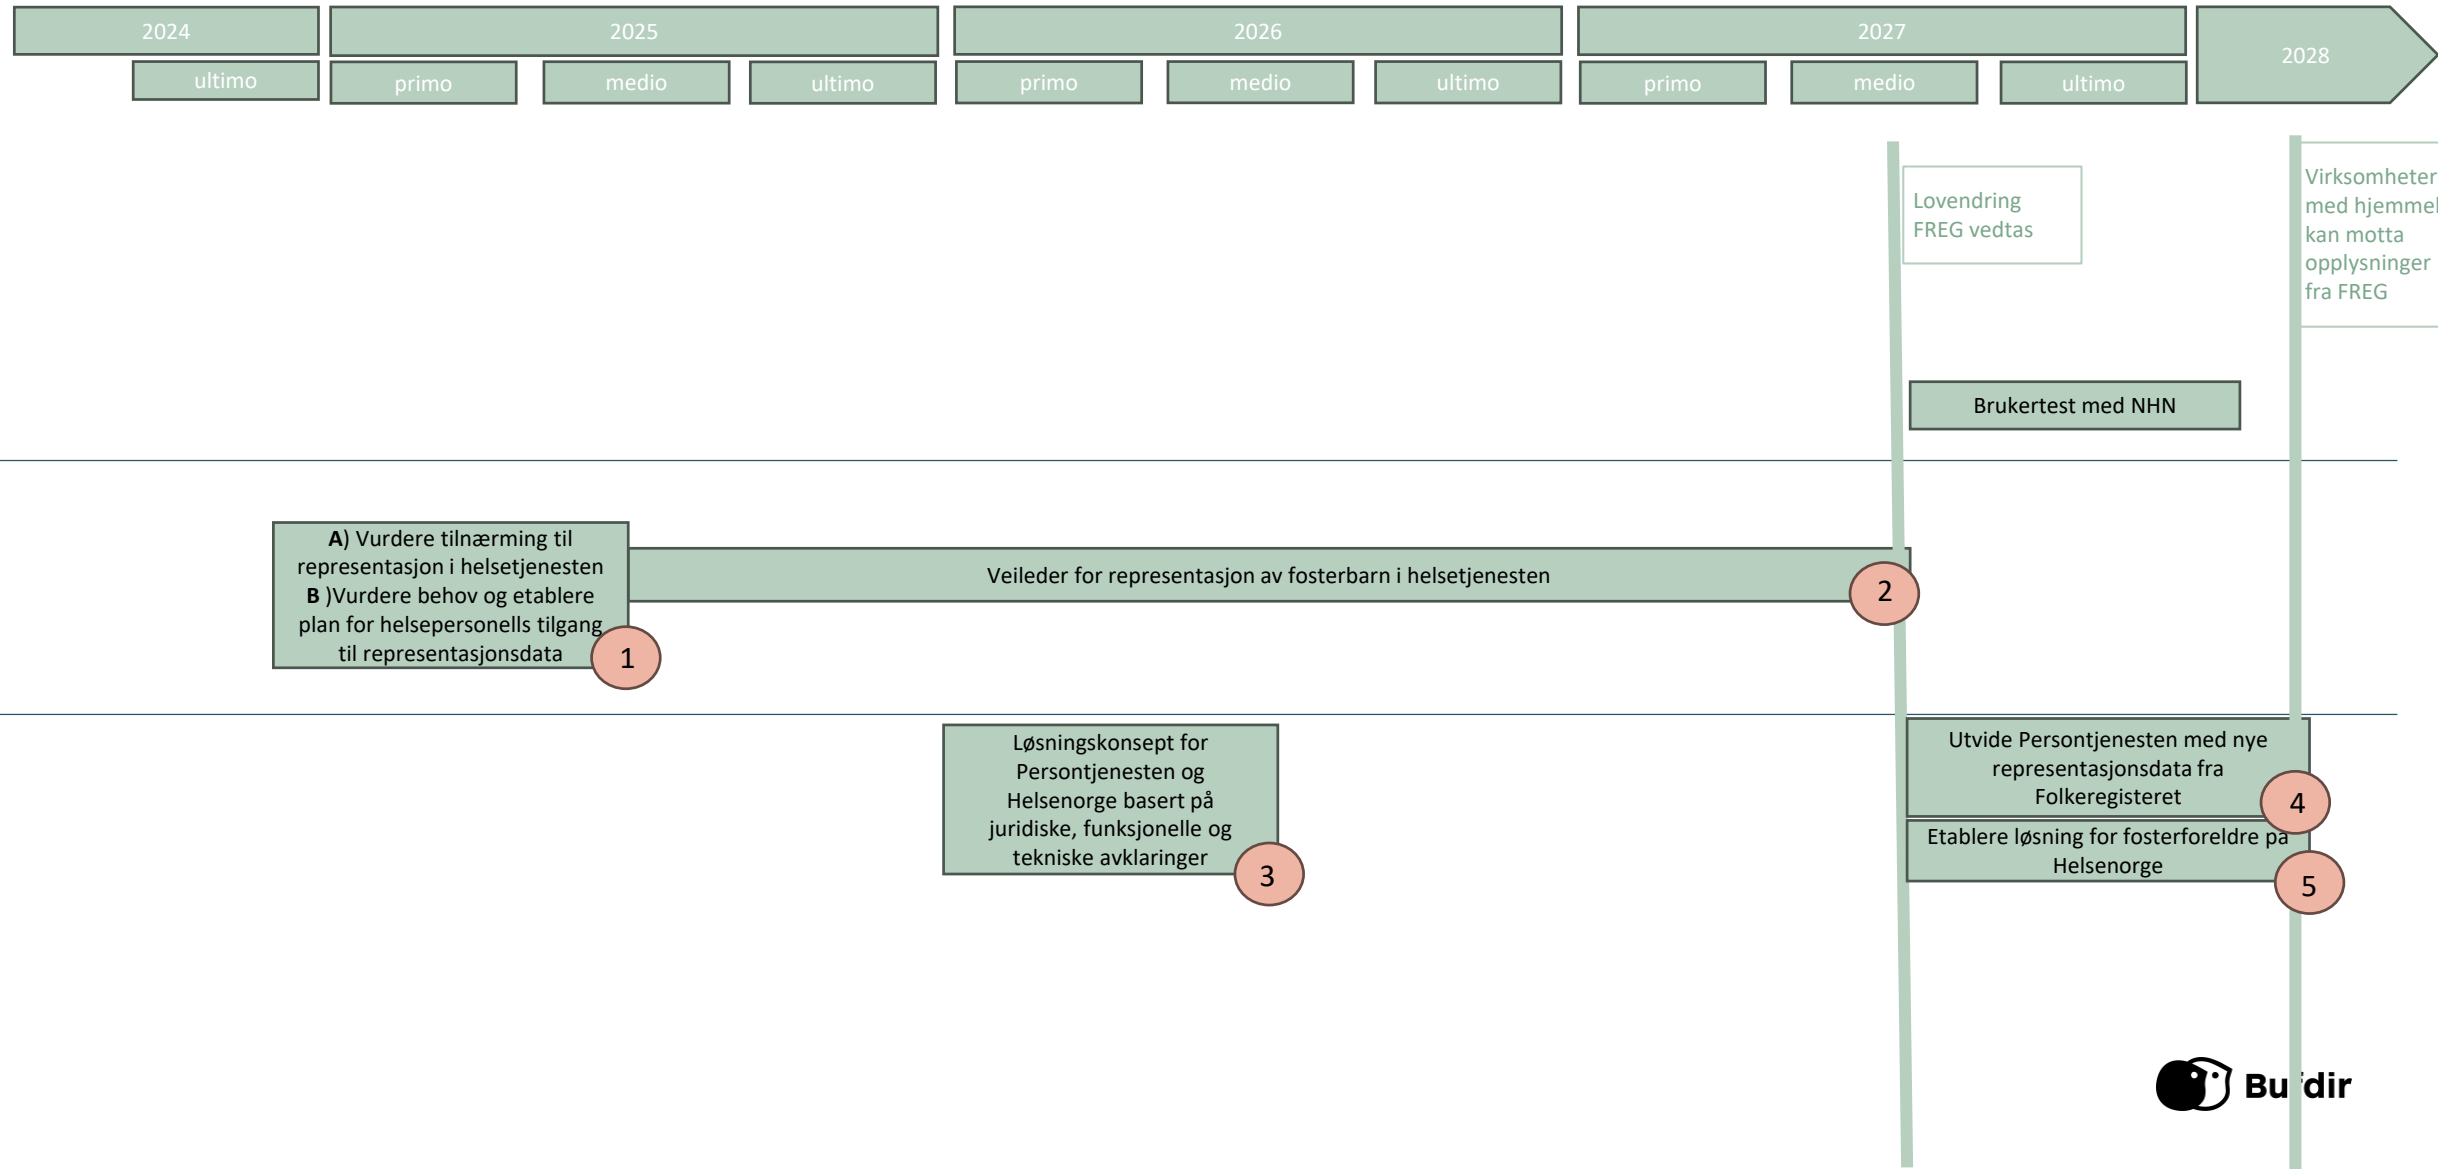 2024
2025
2026
2027
2028
ultimo
primo
medio
ultimo
primo
medio
ultimo
primo
medio
ultimo
Lovendring
FREG vedtas
Virksomheter
med hjemmel
kan motta
opplysninger
fra FREG
Brukertest med NHN
A) Vurdere tilnærming til
representasjon i helsetjenesten
B )Vurdere behov og etablere
plan for helsepersonells tilgang
til representasjonsdata
1
Veileder for representasjon av fosterbarn i helsetjenesten
2
Løsningskonsept for
Persontjenesten og
Helsenorge basert på
juridiske, funksjonelle og
tekniske avklaringer
3
Utvide Persontjenesten med nye
representasjonsdata fra
Folkeregisteret
4
Etablere løsning for fosterforeldre på
Helsenorge
5
Bufdir